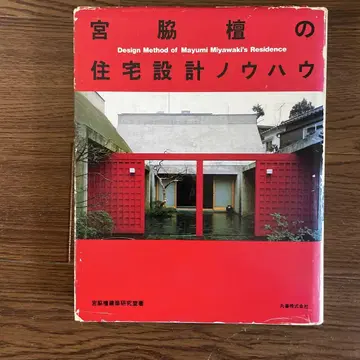 宮脇檀の
Design Method of Mayumi Miyawaki's Residence
住宅設計ノウハウ
宮脇檀建築研究室著
丸善株式会社